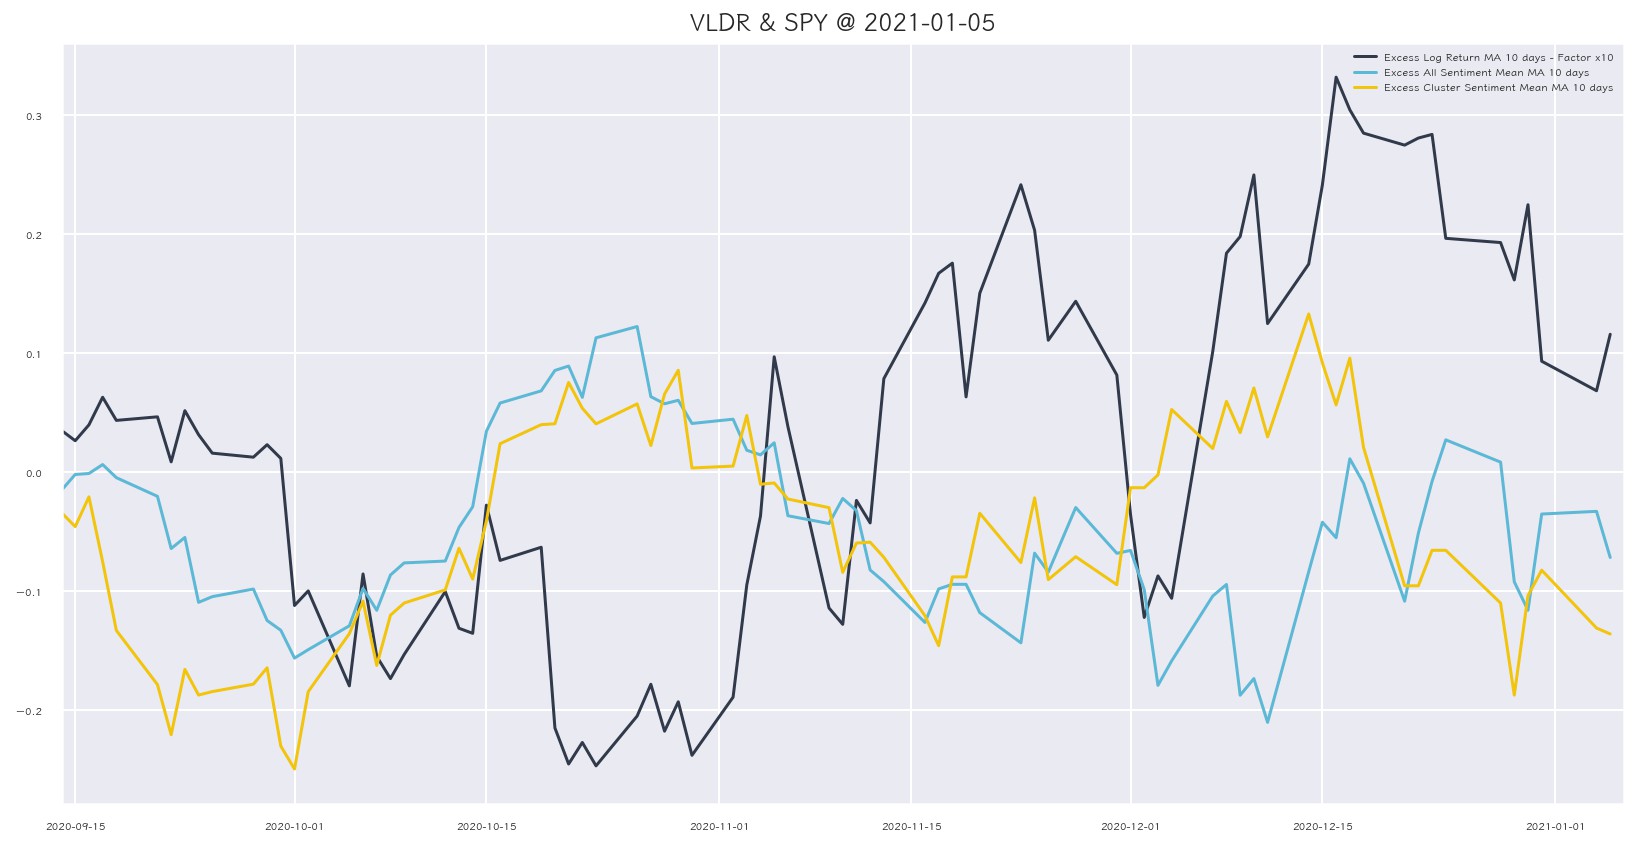 VLDR & SPY @ 2021-01-05
Excess Log Return MA 10 days - Factor x10
Excess All Sentiment Mean MA 10 days
Excess Cluster Sentiment Mean MA 10 days
0.3
0.2
0.1
0.0
−0.1
−0.2
2020-09-15 2020-10-01 2020-10-15 2020-11-01 2020-11-15 2020-12-01 2020-12-15 2021-01-01